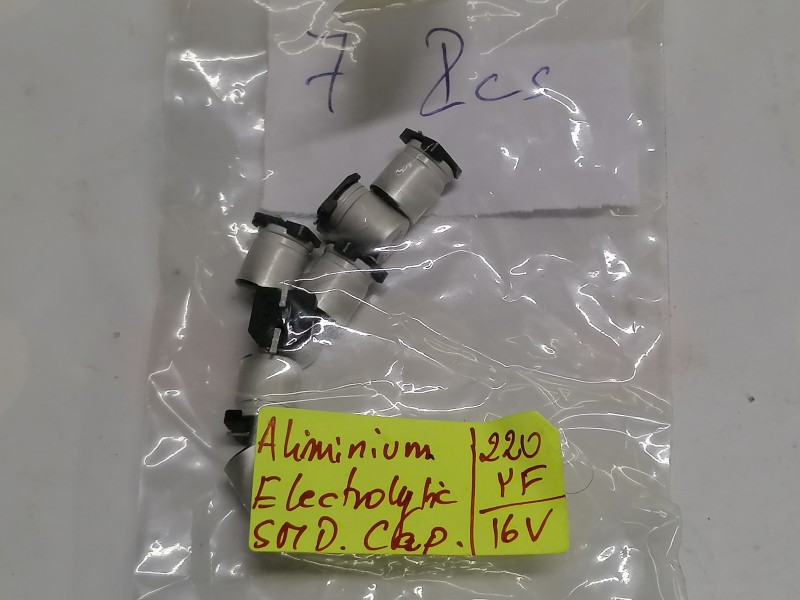 7 Pcs
Aliminium
Electrolytic
SMD. Cap.
220
μF
16V